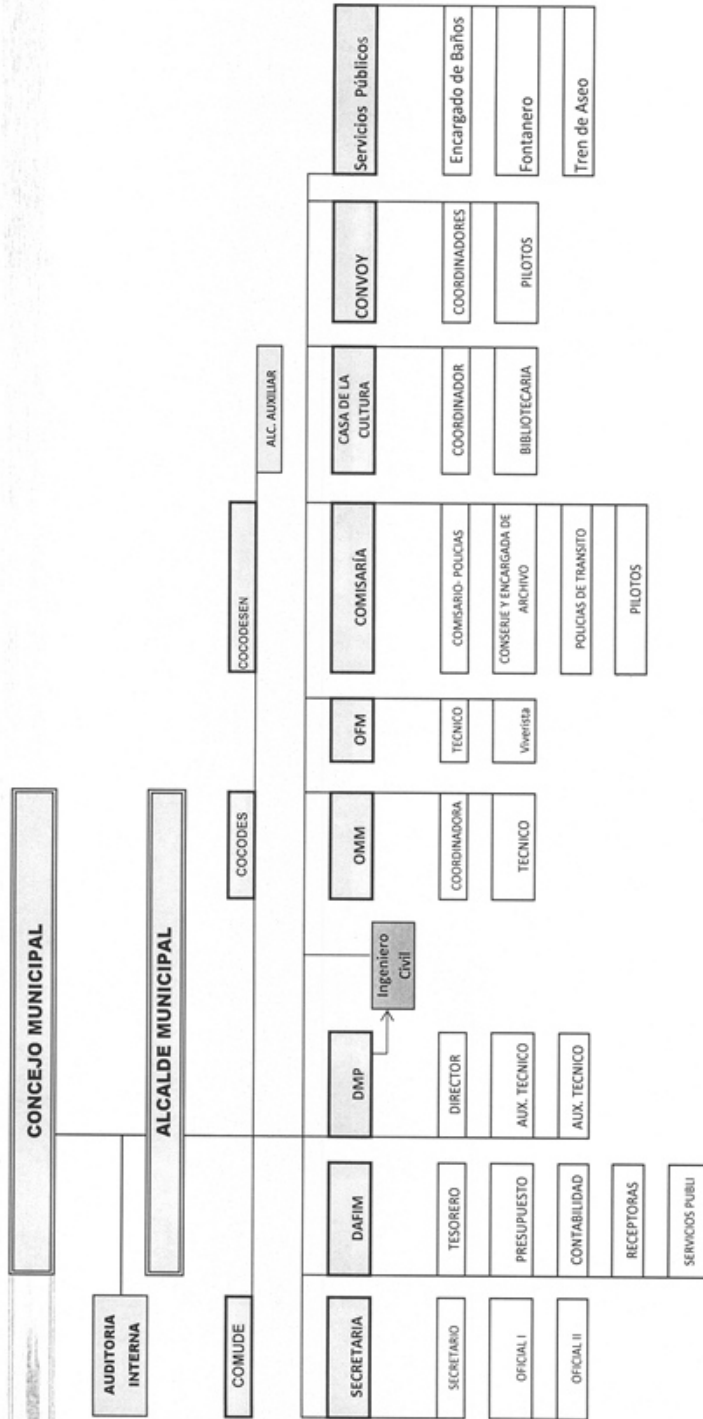 CONCEJO MUNICIPAL
AUDITORIA
INTERNA
ALCALDE MUNICIPAL
COMUDE
COCODES
COCODESEN
ALC. AUXILIAR
SECRETARIA
SECRETARIO
OFICIAL I
OFICIAL II
DAFIM
TESORERO
PRESUPUESTO
CONTABILIDAD
RECEPTORAS
SERVICIOS PUBLI
DMP
DIRECTOR
AUX. TECNICO
AUX. TECNICO
Ingeniero
Civil
OMM
COORDINADORA
TECNICO
OFM
TECNICO
Viverista
COMISARÍA
COMISARIO- POLICIAS
CONSERJE Y ENCARGADA DE
ARCHIVO
POLICIAS DE TRANSITO
PILOTOS
CASA DE LA
CULTURA
COORDINADOR
BIBLIOTECARIA
CONVOY
COORDINADORES
PILOTOS
Servicios Públicos
Encargado de Baños
Fontanero
Tren de Aseo